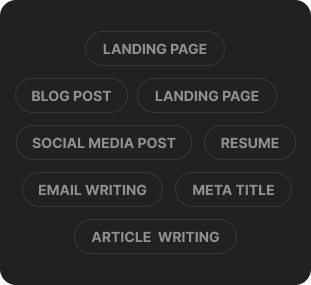 LANDING PAGE
BLOG POST LANDING PAGE
SOCIAL MEDIA POST RESUME
EMAIL WRITING META TITLE
ARTICLE WRITING